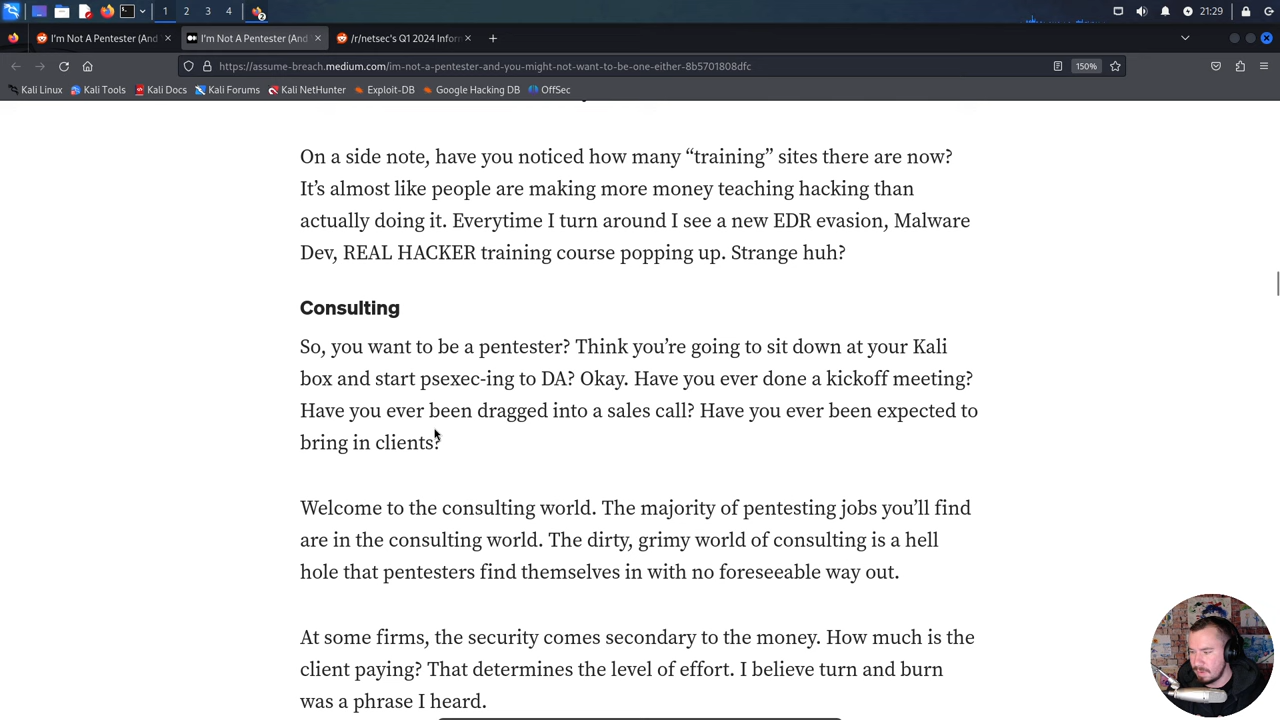 21:29
2
1 2 3 4
I'm Not A Pentester (And
I'm Not A Pentester (And
/r/netsec's Q1 2024 Inforr
https://assume-breach.medium.com/im-not-a-pentester-and-you-might-not-want-to-be-one-either-8b5701808dfc
150%
Kali Linux
Kali Tools
Kali Docs
Kali Forums
Kali NetHunter
Exploit-DB
Google Hacking DB
OffSec
On a side note, have you noticed how many “training” sites there are now?
It’s almost like people are making more money teaching hacking than
actually doing it. Everytime I turn around I see a new EDR evasion, Malware
Dev, REAL HACKER training course popping up. Strange huh?
Consulting
So, you want to be a pentester? Think you’re going to sit down at your Kali
box and start psexec-ing to DA? Okay. Have you ever done a kickoff meeting?
Have you ever been dragged into a sales call? Have you ever been expected to
bring in clients?
Welcome to the consulting world. The majority of pentesting jobs you’ll find
are in the consulting world. The dirty, grimy world of consulting is a hell
hole that pentesters find themselves in with no foreseeable way out.
At some firms, the security comes secondary to the money. How much is the
client paying? That determines the level of effort. I believe turn and burn
was a phrase I heard.